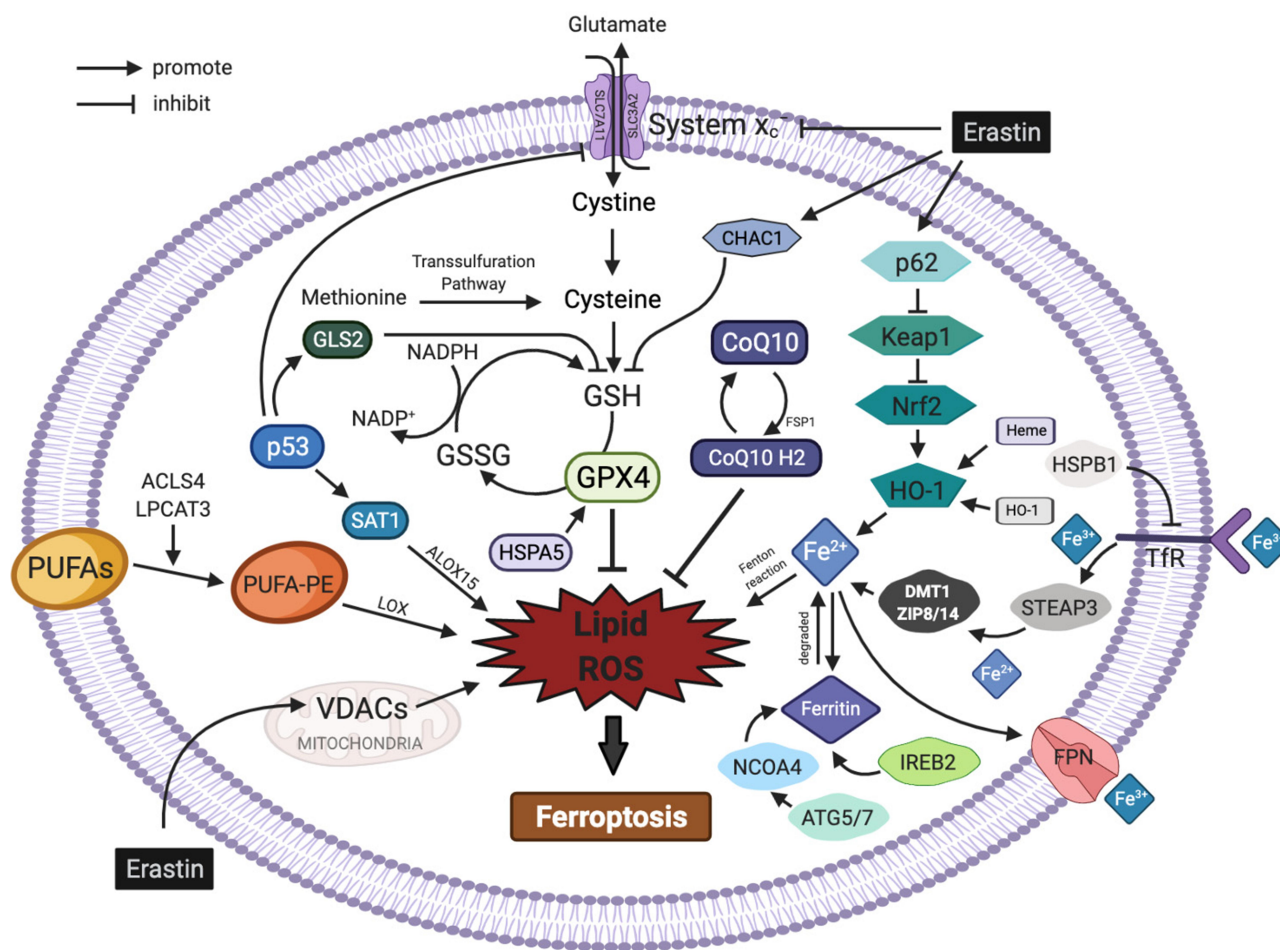 Glutamate
promote
inhibit
SLC7A11
SLC3A2
System xc⁻
Erastin
Cystine
CHAC1
Transsulfuration
Pathway
p62
Methionine
Cysteine
GLS2
NADPH
CoQ10
Keap1
GSH
NADP⁺
Nrf2
FSP1
p53
GSSG
CoQ10 H2
Heme
HSPB1
ACLS4
LPCAT3
GPX4
HO-1
HO-1
SAT1
HSPA5
Fe²⁺
Fe³⁺
Fe³⁺
TfR
PUFAs
PUFA-PE
ALOX15
LOX
Fenton
reaction
DMT1
ZIP8/14
STEAP3
Lipid
ROS
degraded
Fe²⁺
VDACs
MITOCHONDRIA
Ferritin
NCOA4
IREB2
FPN
Fe³⁺
Ferroptosis
ATG5/7
Erastin